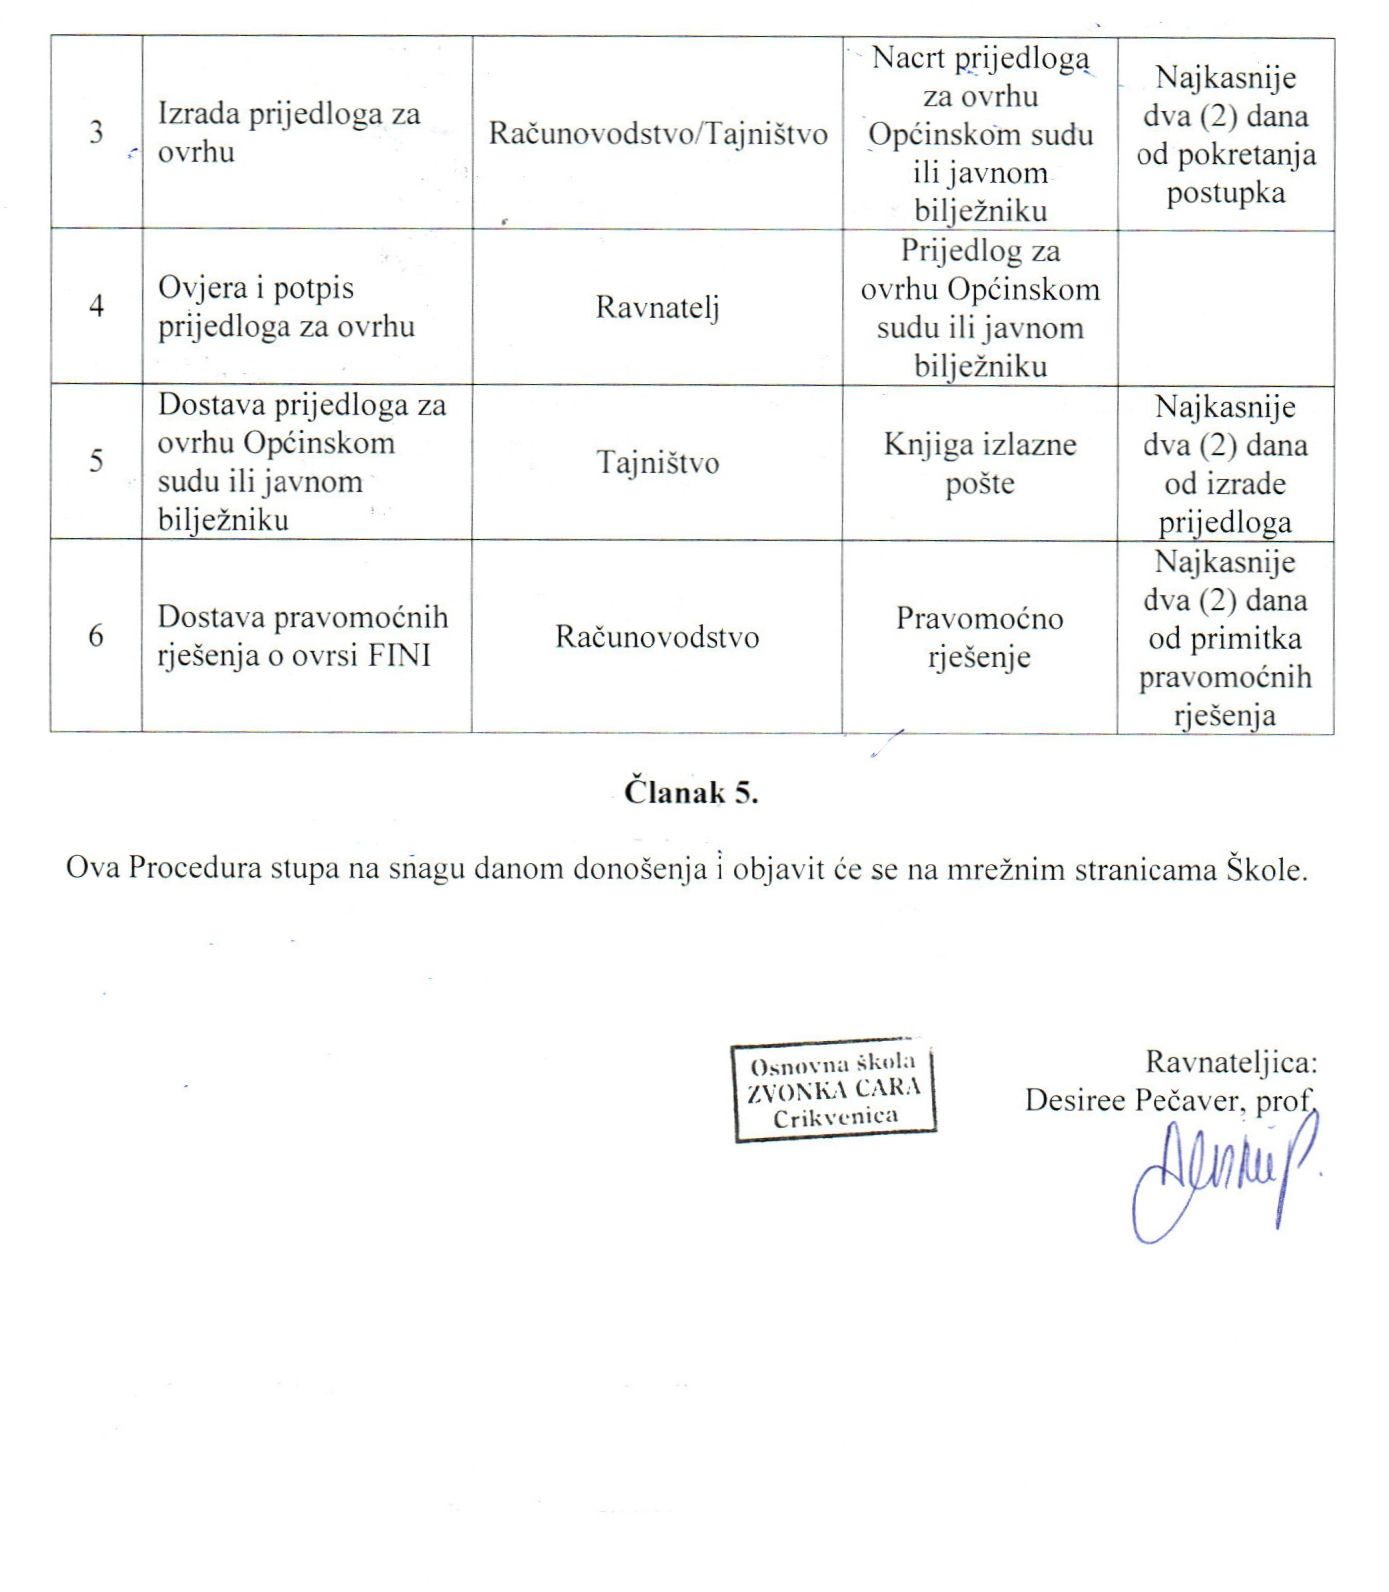 3
Izrada prijedloga za
ovrhu
Računovodstvo/Tajništvo
Nacrt prijedloga
za ovrhu
Općinskom sudu
ili javnom
bilježniku
Najkasnije
dva (2) dana
od pokretanja
postupka
4
Ovjera i potpis
prijedloga za ovrhu
Ravnatelj
Prijedlog za
ovrhu Općinskom
sudu ili javnom
bilježniku
5
Dostava prijedloga za
ovrhu Općinskom
sudu ili javnom
bilježniku
Tajništvo
Knjiga izlazne
pošte
Najkasnije
dva (2) dana
od izrade
prijedloga
6
Dostava pravomoćnih
rješenja o ovrsi FINI
Računovodstvo
Pravomoćno
rješenje
Najkasnije
dva (2) dana
od primitka
pravomoćnih
rješenja
Članak 5.
Ova Procedura stupa na snagu danom donošenja i objavit će se na mrežnim stranicama Škole.
Osnovna škola
ZVONKA CARA
Crikvenica
Ravnateljica:
Desiree Pečaver, prof.